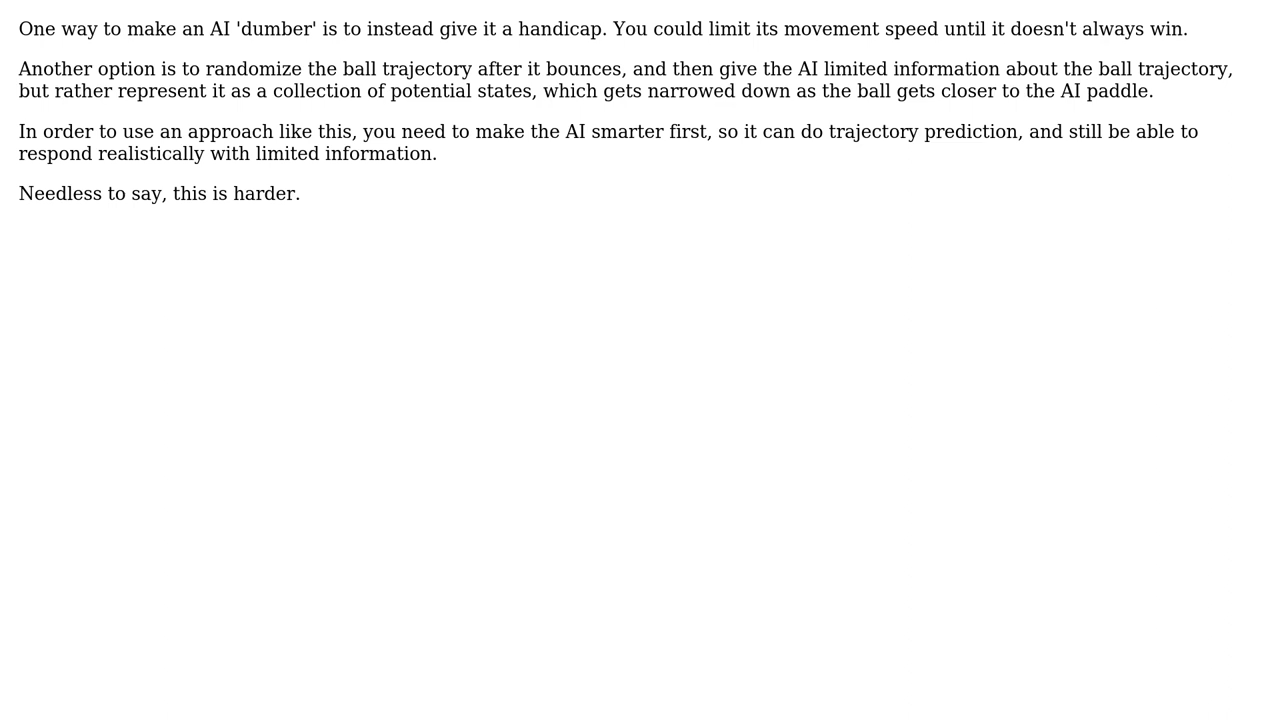 One way to make an AI 'dumber' is to instead give it a handicap. You could limit its movement speed until it doesn't always win.
Another option is to randomize the ball trajectory after it bounces, and then give the AI limited information about the ball trajectory,
but rather represent it as a collection of potential states, which gets narrowed down as the ball gets closer to the AI paddle.
In order to use an approach like this, you need to make the AI smarter first, so it can do trajectory prediction, and still be able to
respond realistically with limited information.
Needless to say, this is harder.